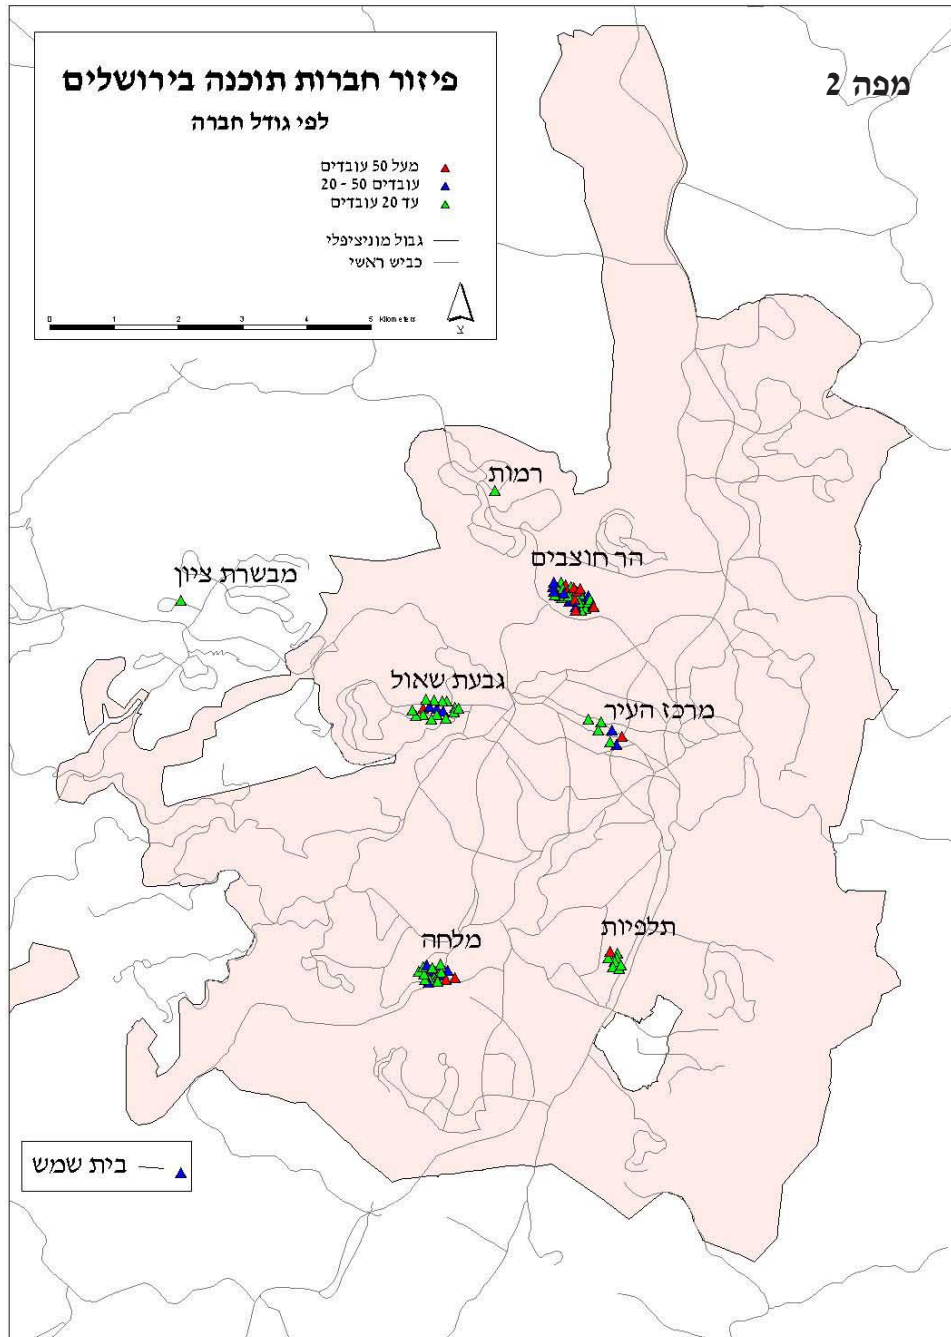 מפה 2
פיזור חברות תוכנה בירושלים
לפי גודל חברה
מעל 50 עובדים
20 - 50 עובדים
עד 20 עובדים
גבול מוניציפלי
כביש ראשי
צ
0 1 2 3 4 5 Kilometers
רמות
הר חוצבים
מבשרת ציון
גבעת שאול
מרכז העיר
תלפיות
מלחה
בית שמש